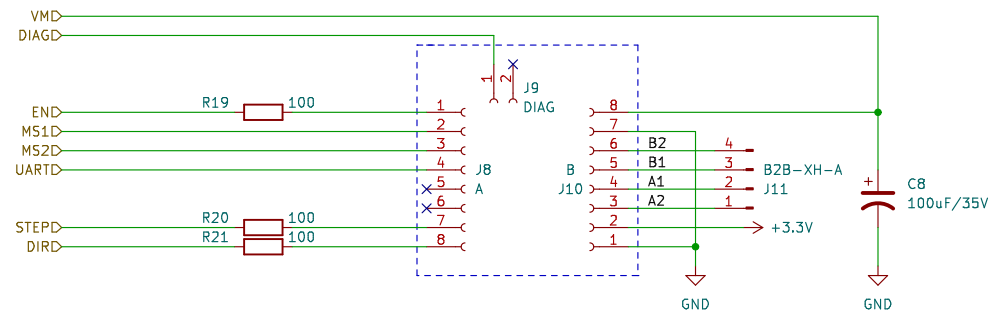 VM
DIAG
1 2 J9
DIAG
EN R19 100 1 8
MS1 2 7
MS2 3 6 B2 4
UART 4 J8 B 5 B1 3 B2B-XH-A
5 A J10 4 A1 2 J11
6 3 A2 1
STEP R20 100 7 2 +3.3V
DIR R21 100 8 1
+ C8
100uF/35V
GND GND